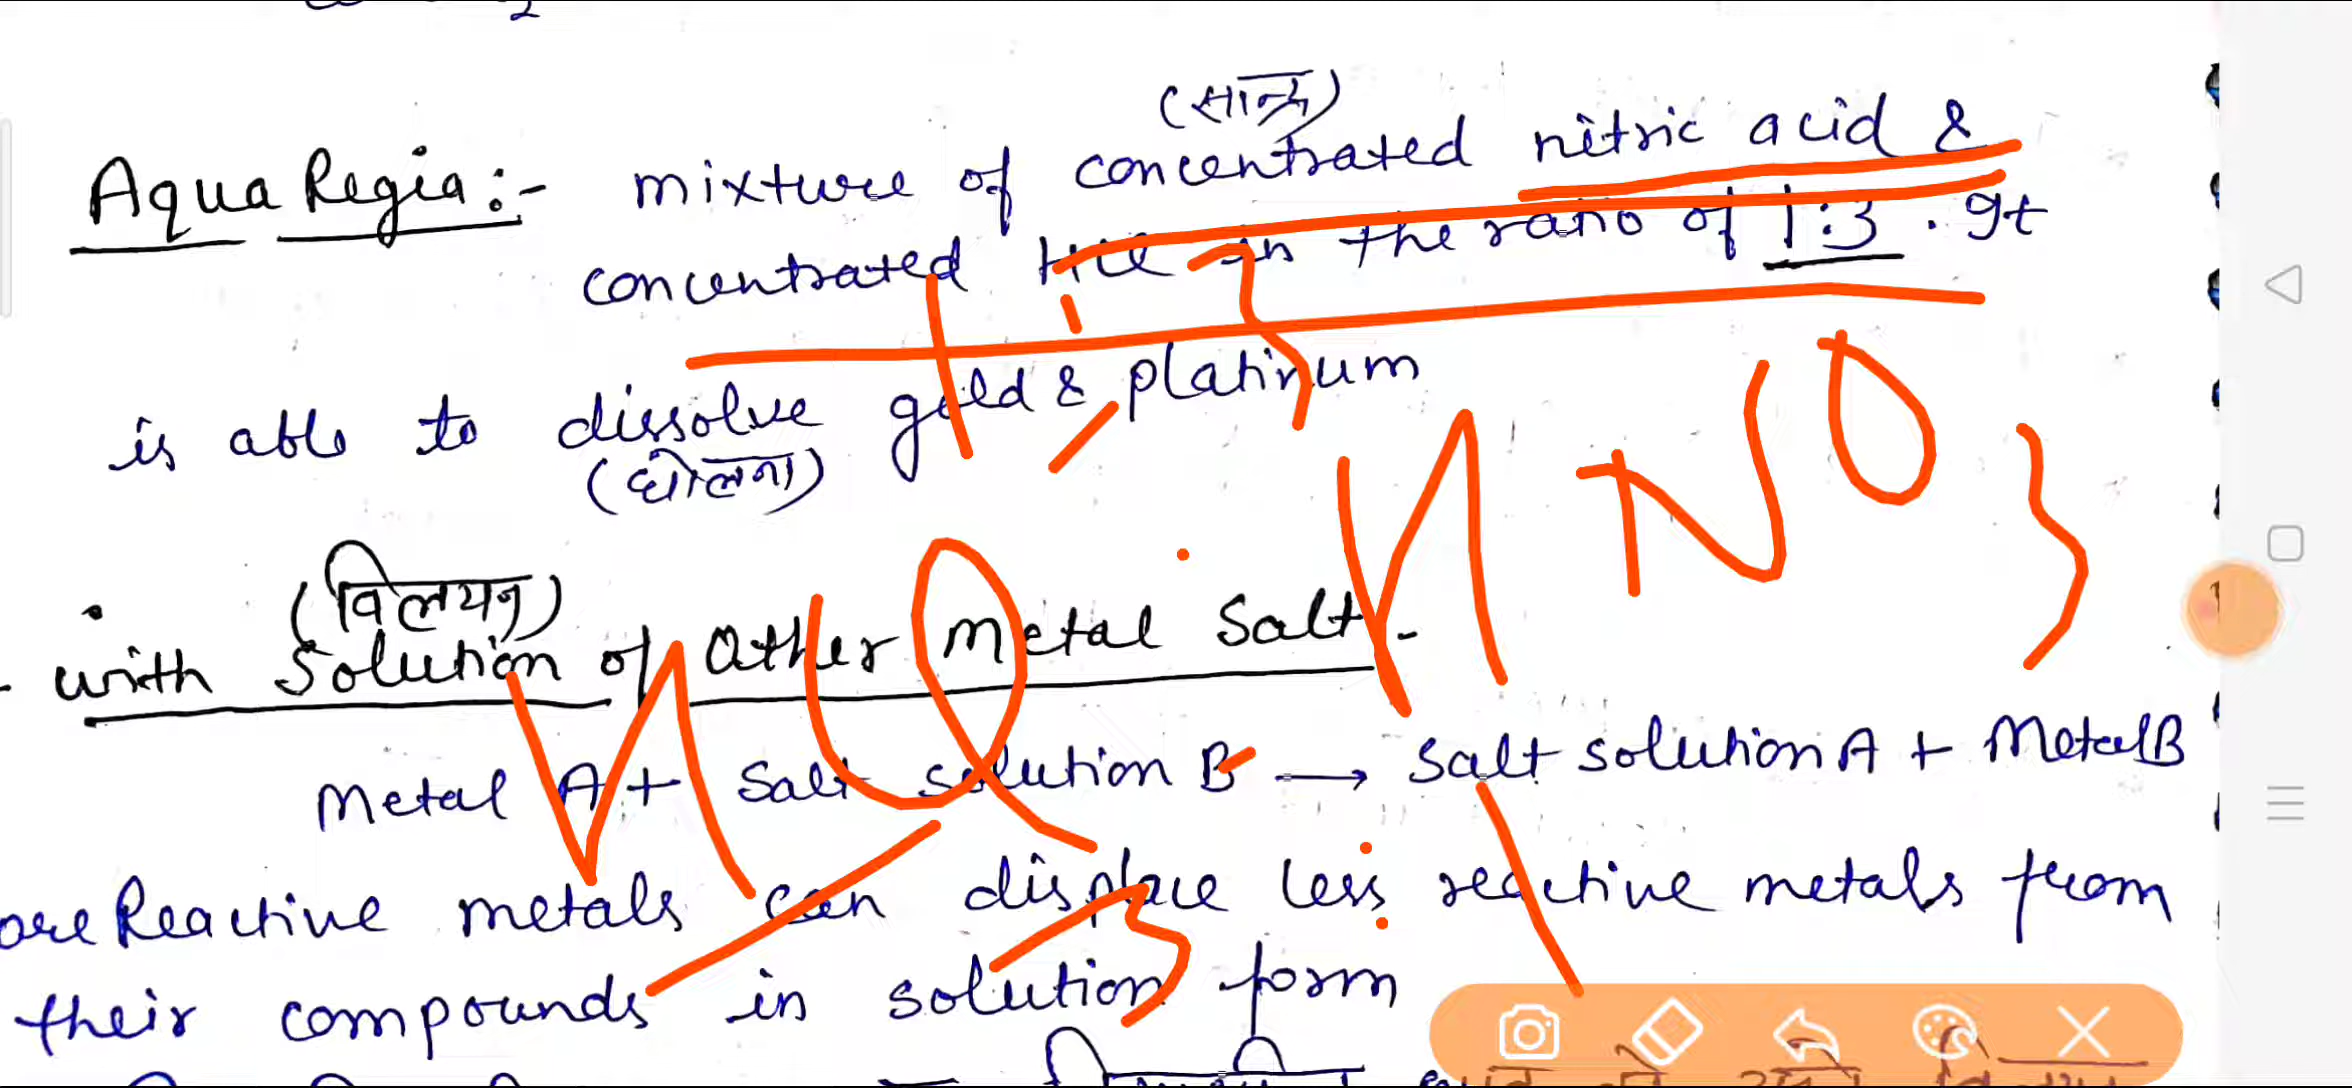 (सान्द्र)
Aqua Regia :- mixture of concentrated nitric acid &
concentrated HCl in the ratio of 1:3 . It
is able to dissolve gold & platinum
(घोलना)
HNO3
(विलयन)
with Solution of Other Metal Salt -
Metal A + Salt solution B → Salt solution A + Metal B
Reactive metals can displace less reactive metals from
their compounds in solution form